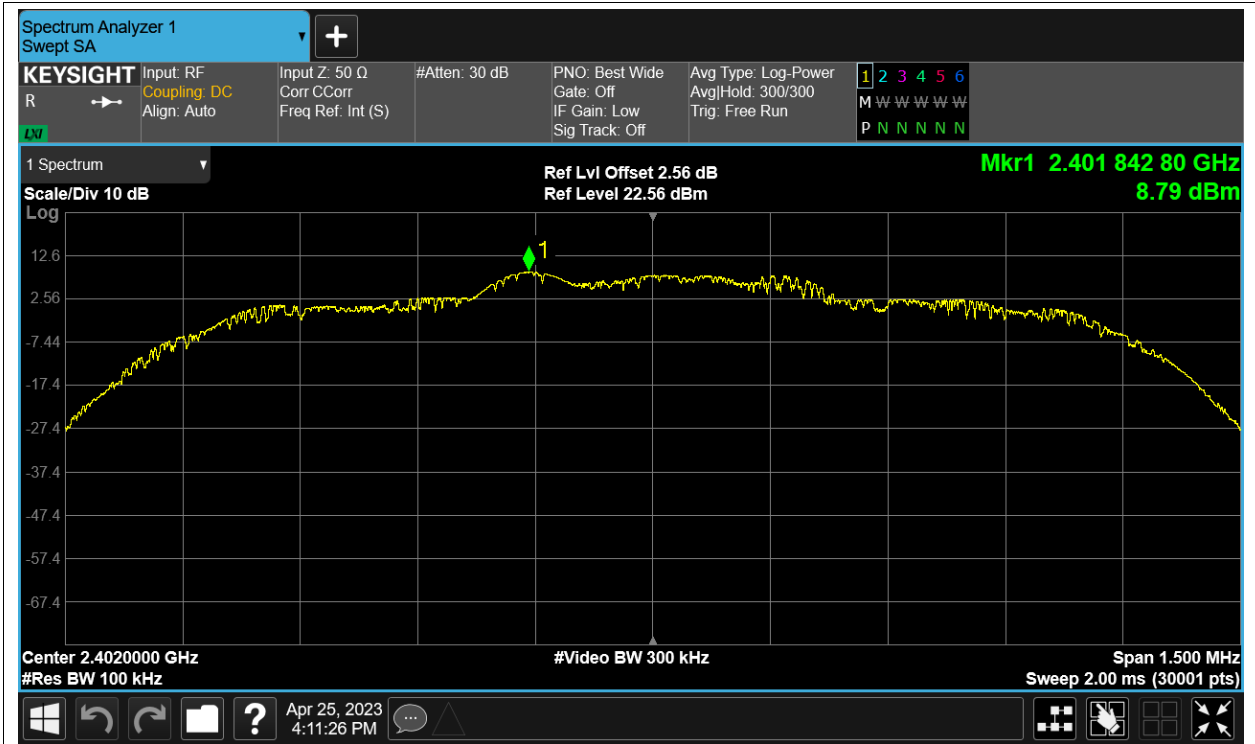 Spectrum Analyzer 1
Swept SA
KEYSIGHT
R
LXI
Input: RF
Coupling: DC
Align: Auto
Input Z: 50 Ω
Corr CCorr
Freq Ref: Int (S)
#Atten: 30 dB
PNO: Best Wide
Gate: Off
IF Gain: Low
Sig Track: Off
Avg Type: Log-Power
Avg|Hold: 300/300
Trig: Free Run
1 2 3 4 5 6
M W W W W W W
P N N N N N N
1 Spectrum
Scale/Div 10 dB
Log
Ref Lvl Offset 2.56 dB
Ref Level 22.56 dBm
Mkr1 2.401 842 80 GHz
8.79 dBm
1
12.6
2.56
-7.44
-17.4
-27.4
-37.4
-47.4
-57.4
-67.4
Center 2.4020000 GHz
#Res BW 100 kHz
#Video BW 300 kHz
Span 1.500 MHz
Sweep 2.00 ms (30001 pts)
?
Apr 25, 2023
4:11:26 PM